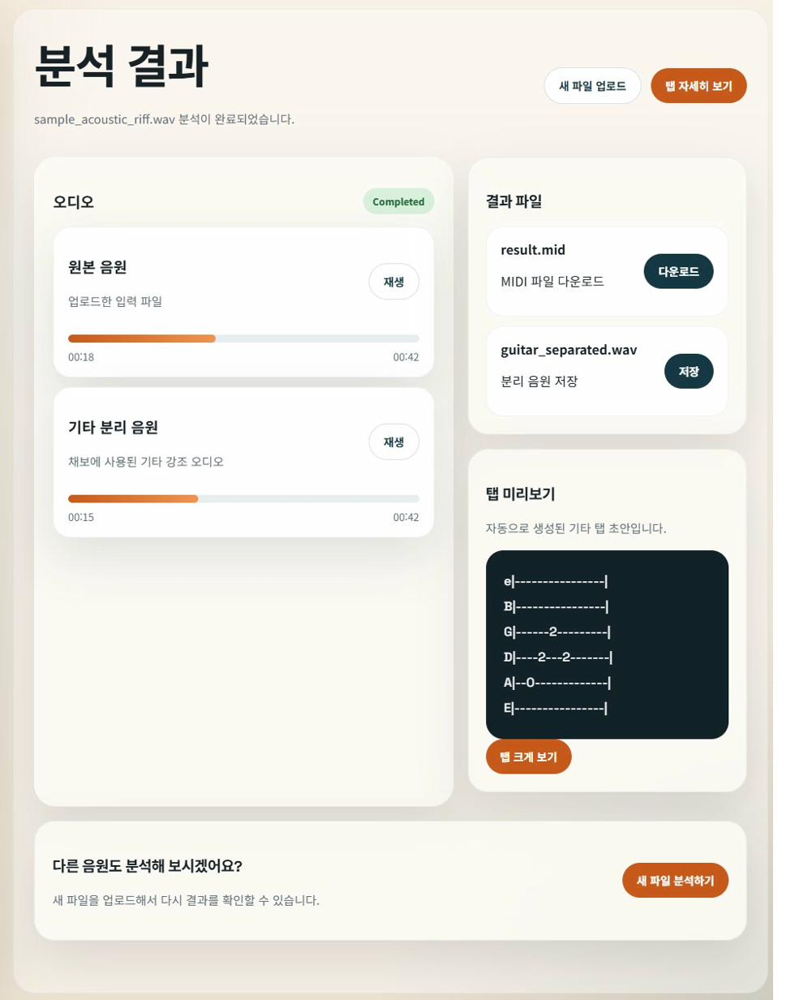 분석 결과
sample_acoustic_riff.wav 분석이 완료되었습니다.
새 파일 업로드
탭 자세히 보기
오디오
Completed
원본 음원
업로드한 입력 파일
재생
00:18
00:42
기타 분리 음원
채보에 사용된 기타 강조 오디오
재생
00:15
00:42
결과 파일
result.mid
MIDI 파일 다운로드
다운로드
guitar_separated.wav
분리 음원 저장
저장
탭 미리보기
자동으로 생성된 기타 탭 초안입니다.
e|----------------|
B|----------------|
G|------2---------|
D|----2---2-------|
A|--0-------------|
E|----------------|
탭 크게 보기
다른 음원도 분석해 보시겠어요?
새 파일을 업로드해서 다시 결과를 확인할 수 있습니다.
새 파일 분석하기